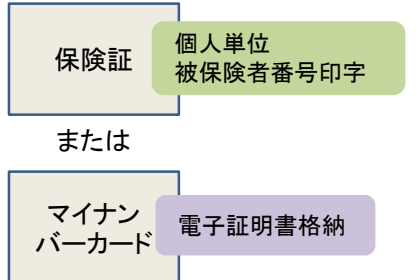 保険証
個人単位
被保険者番号印字
または
マイナン
バーカード
電子証明書格納